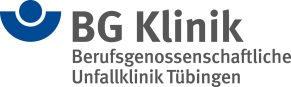 BG Klinik
Berufsgenossenschaftliche
Unfallklinik Tübingen